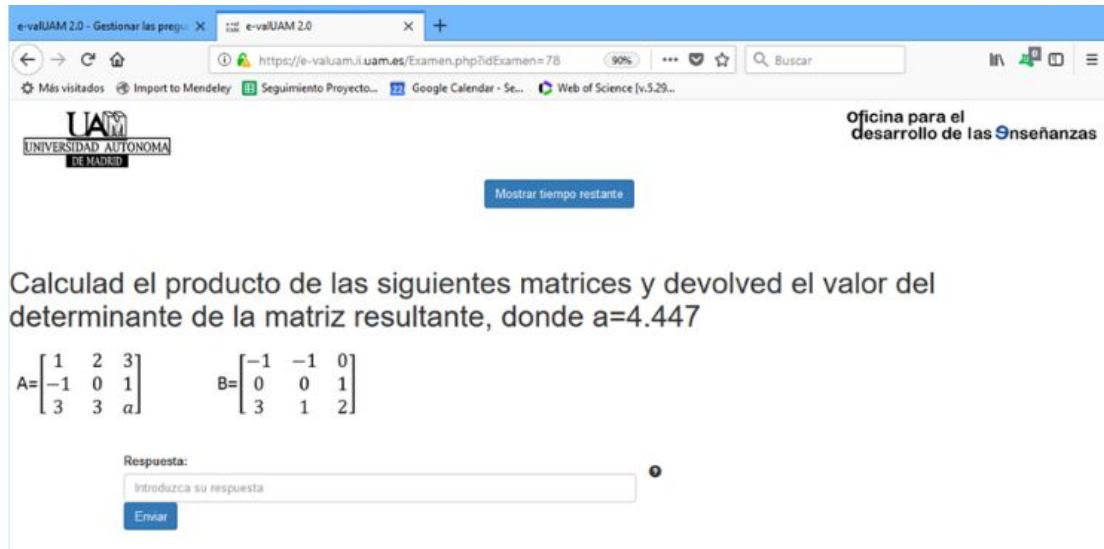 e-valUAM 2.0 - Gestionar las pregu
e-valUAM 2.0
https://e-valuam.ii.uam.es/Examen.php?idExamen=78
90%
Buscar
Más visitados
Import to Mendeley
Seguimiento Proyecto...
27 Google Calendar - Se...
Web of Science [v.5.29...
UAM
UNIVERSIDAD AUTONOMA
DE MADRID
Oficina para el
desarrollo de las enseñanzas
Mostrar tiempo restante
Calculad el producto de las siguientes matrices y devolved el valor del
determinante de la matriz resultante, donde a=4.447
1 2 3 −1 −1 0
A= −1 0 1 B= 0 0 1
3 3 a 3 1 2
Respuesta:
?
Introduzca su respuesta
Enviar